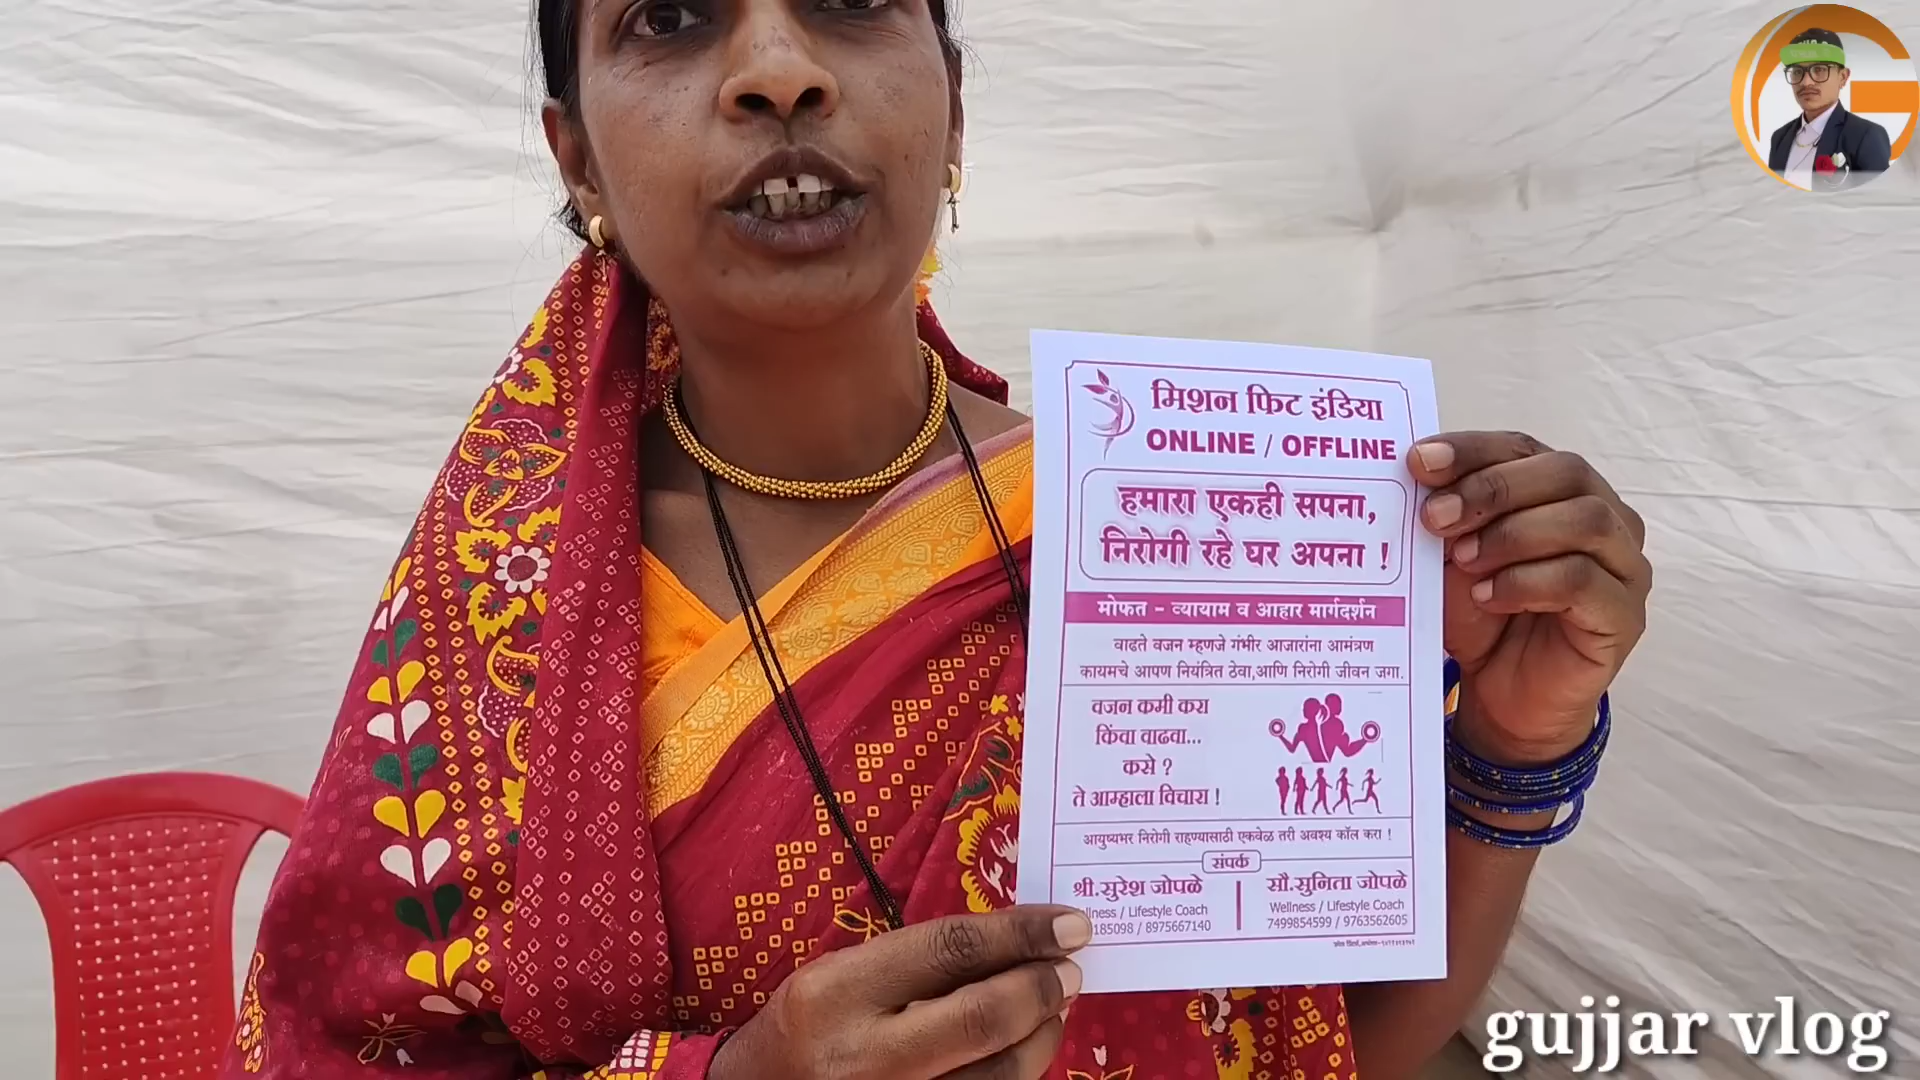 मिशन फिट इंडिया
ONLINE / OFFLINE
हमारा एकही सपना,
निरोगी रहे घर अपना !
मोफत - व्यायाम व आहार मार्गदर्शन
वाढते वजन म्हणजे गंभीर आजारांना आमंत्रण
कायमचे आपण नियंत्रित ठेवा,आणि निरोगी जीवन जगा.
वजन कमी करा
किंवा वाढवा...
कसे ?
ते आम्हाला विचारा !
आयुष्यभर निरोगी राहण्यासाठी एकवेळ तरी अवश्य कॉल करा !
संपर्क
श्री.सुरेश जोपळे
llness / Lifestyle Coach
185098 / 8975667140
सौ.सुनिता जोपळे
Wellness / Lifestyle Coach
7499854599 / 9763562605
gujjar vlog